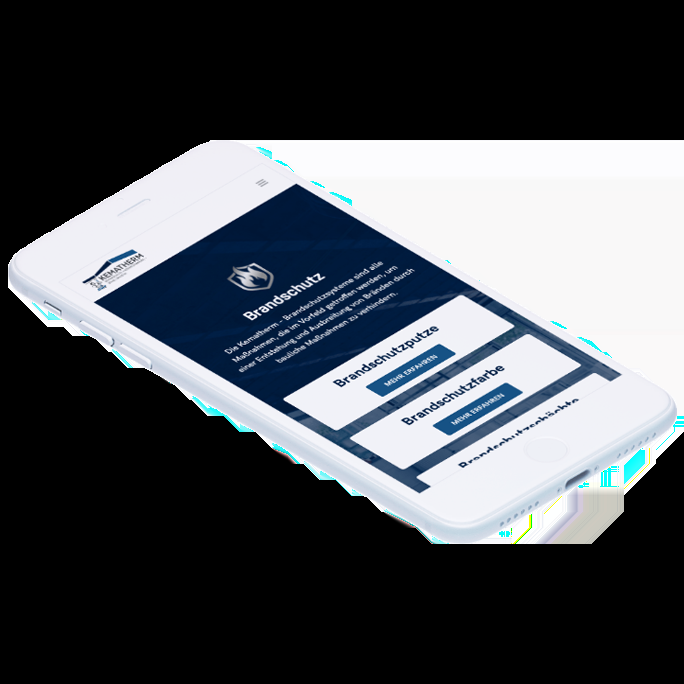 KEMATHERM
Brandschutz
Die Kematherm - Brandschutzsysteme sind alle
Maßnahmen, die im Vorfeld getroffen werden, um
einer Entstehung und Ausbreitung von Bränden durch
bauliche Maßnahmen zu verhindern.
Brandschutzputze
MEHR ERFAHREN
Brandschutzfarbe
MEHR ERFAHREN
Brandschutzschächte